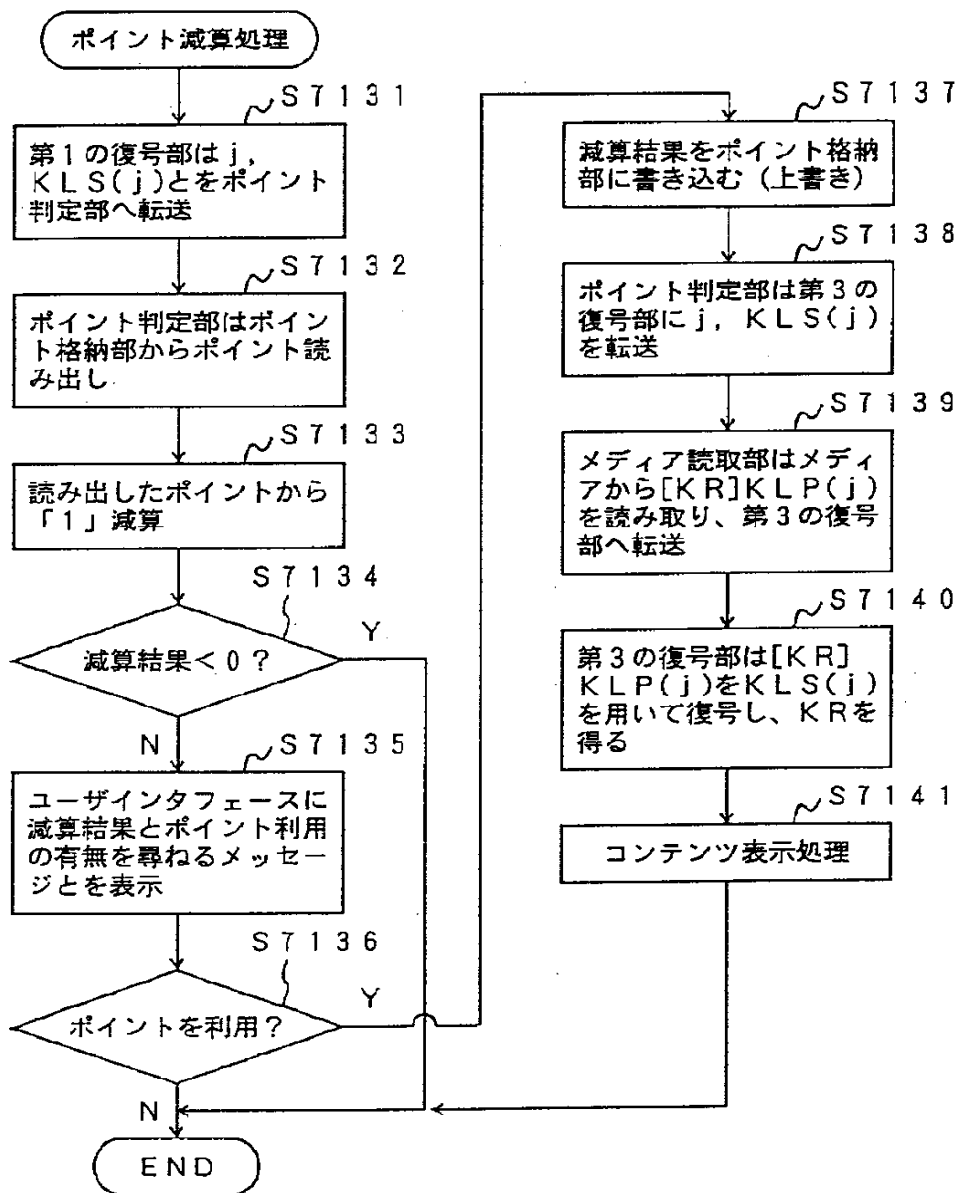 ポイント減算処理
S7131
第1の復号部はj,
KLS(j)とをポイント
判定部へ転送
S7132
ポイント判定部はポイン
ト格納部からポイント読
み出し
S7133
読み出したポイントから
「1」減算
S7134
減算結果<0?
Y
N
S7135
ユーザインタフェースに
減算結果とポイント利用
の有無を尋ねるメッセー
ジとを表示
S7136
ポイントを利用?
Y
N
END
S7137
減算結果をポイント格納
部に書き込む(上書き)
S7138
ポイント判定部は第3の
復号部にj, KLS(j)
を転送
S7139
メディア読取部はメディ
アから[KR]KLP(j)
を読み取り、第3の復号
部へ転送
S7140
第3の復号部は[KR]
KLP(j)をKLS(j)
を用いて復号し、KRを
得る
S7141
コンテンツ表示処理